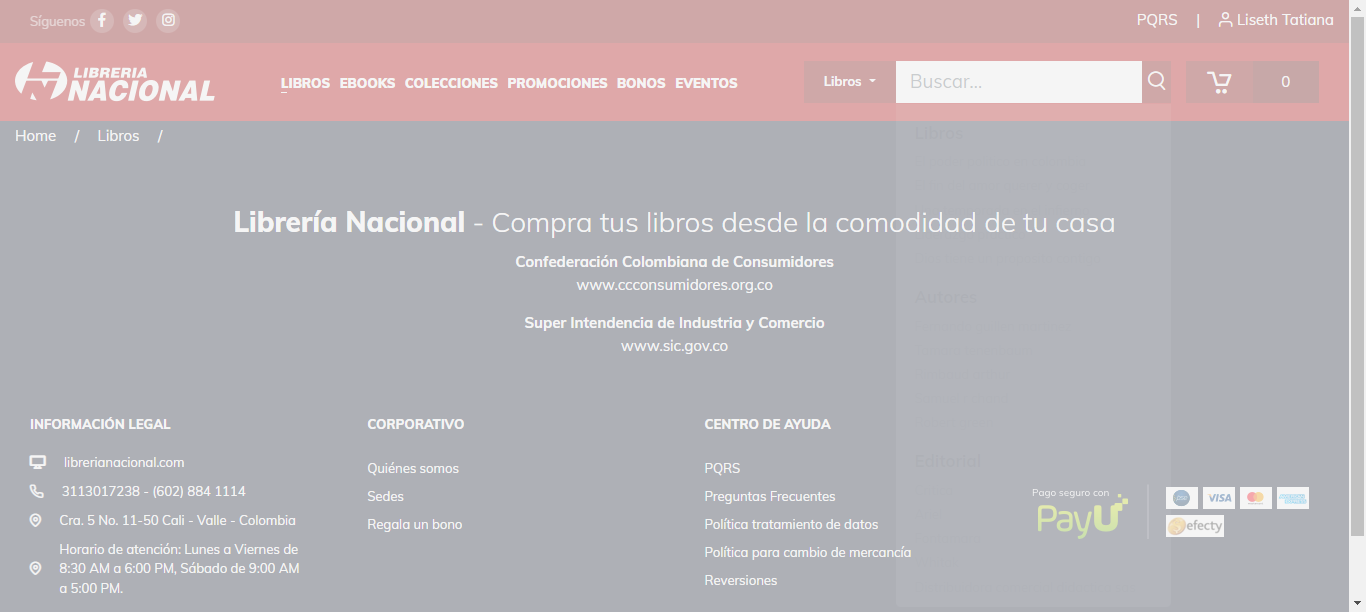 Síguenos
PQRS | Liseth Tatiana
LIBRERIA
NACIONAL
LIBROS EBOOKS COLECCIONES PROMOCIONES BONOS EVENTOS
Libros
Buscar...
0
Home / Libros /
Libros
Librería Nacional - Compra tus libros desde la comodidad de tu casa
Confederación Colombiana de Consumidores
www.ccconsumidores.org.co
Autores
Super Intendencia de Industria y Comercio
www.sic.gov.co
INFORMACIÓN LEGAL
librerianacional.com
3113017238 - (602) 884 1114
Cra. 5 No. 11-50 Cali - Valle - Colombia
Horario de atención: Lunes a Viernes de
8:30 AM a 6:00 PM, Sábado de 9:00 AM
a 5:00 PM.
CORPORATIVO
Quiénes somos
Sedes
Regala un bono
CENTRO DE AYUDA
PQRS
Preguntas Frecuentes
Política tratamiento de datos
Política para cambio de mercancía
Reversiones
Editorial
Pago seguro con
PayU
VISA
efecty